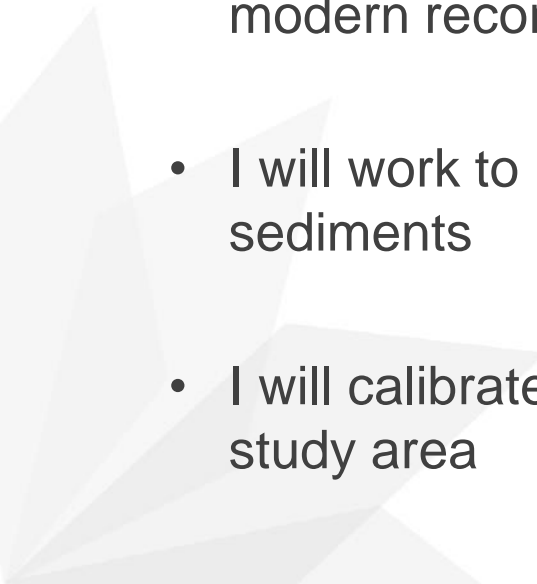 modern recor
• I will work to
sediments
• I will calibrate
study area